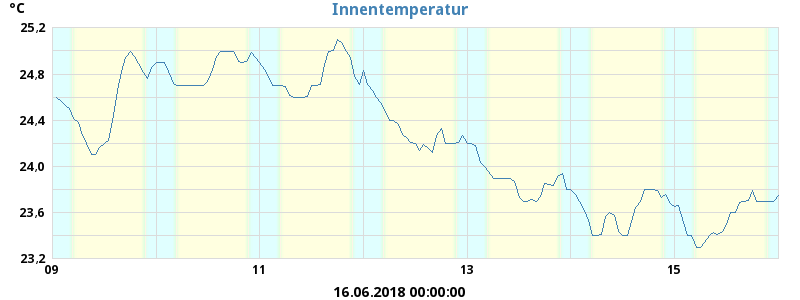 Innentemperatur
°C
25,2
24,8
24,4
24,0
23,6
23,2
09 11 13 15
16.06.2018 00:00:00